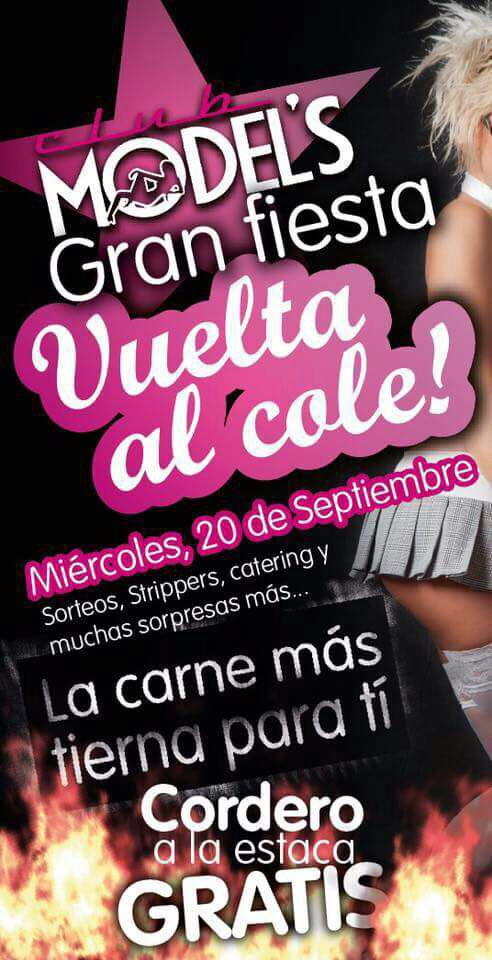 club
MODEL'S
Gran fiesta
Vuelta
al cole!
Miércoles, 20 de Septiembre
Sorteos, Strippers, catering y
muchas sorpresas más...
La carne más
tierna para tí
Cordero
a la estaca
GRATIS